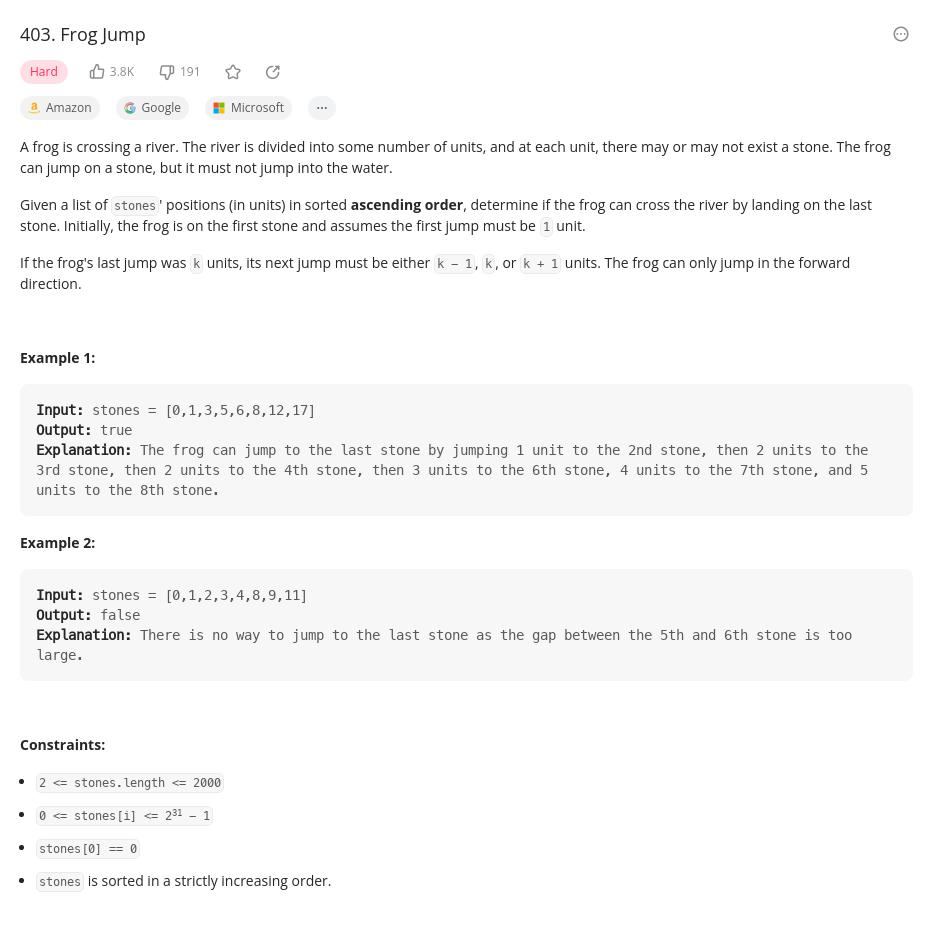 403. Frog Jump
Hard 3.8K 191
Amazon Google Microsoft ...
A frog is crossing a river. The river is divided into some number of units, and at each unit, there may or may not exist a stone. The frog
can jump on a stone, but it must not jump into the water.
Given a list of stones' positions (in units) in sorted ascending order, determine if the frog can cross the river by landing on the last
stone. Initially, the frog is on the first stone and assumes the first jump must be 1 unit.
If the frog's last jump was k units, its next jump must be either k − 1, k, or k + 1 units. The frog can only jump in the forward
direction.
Example 1:
Input: stones = [0,1,3,5,6,8,12,17]
Output: true
Explanation: The frog can jump to the last stone by jumping 1 unit to the 2nd stone, then 2 units to the
3rd stone, then 2 units to the 4th stone, then 3 units to the 6th stone, 4 units to the 7th stone, and 5
units to the 8th stone.
Example 2:
Input: stones = [0,1,2,3,4,8,9,11]
Output: false
Explanation: There is no way to jump to the last stone as the gap between the 5th and 6th stone is too
large.
Constraints:
• 2 <= stones.length <= 2000
• 0 <= stones[i] <= 2³¹ − 1
• stones[0] == 0
• stones is sorted in a strictly increasing order.